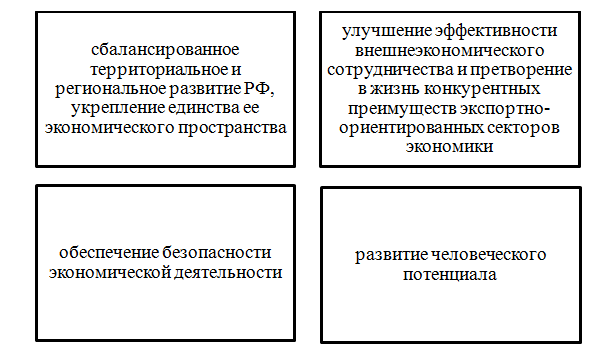 сбалансированное
территориальное и
региональное развитие РФ,
укрепление единства ее
экономического пространства
улучшение эффективности
внешнеэкономического
сотрудничества и претворение
в жизнь конкурентных
преимуществ экспортно-
ориентированных секторов
экономики
обеспечение безопасности
экономической деятельности
развитие человеческого
потенциала